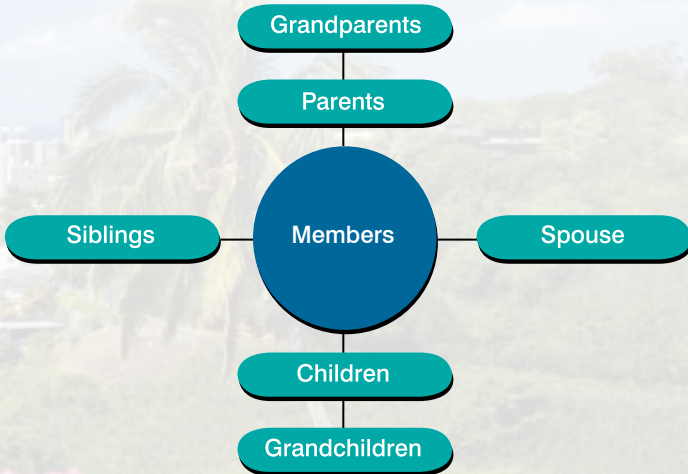 Grandparents
Parents
Siblings
Members
Spouse
Children
Grandchildren